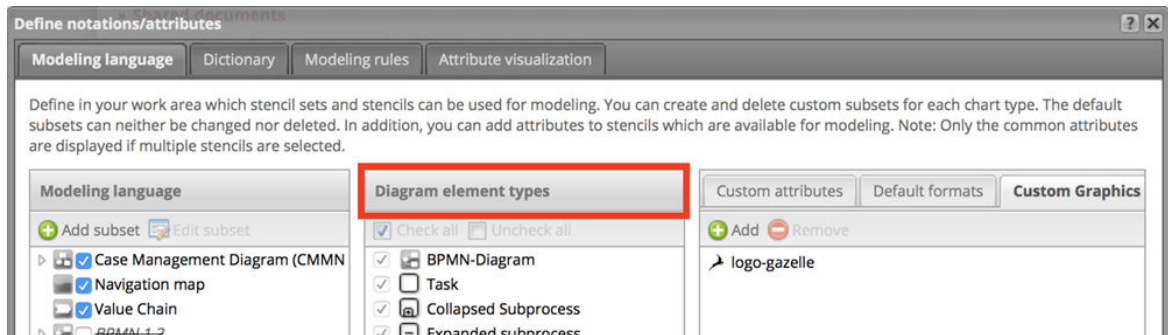 » Shared documents
Define notations/attributes
Modeling language Dictionary Modeling rules Attribute visualization
Define in your work area which stencil sets and stencils can be used for modeling. You can create and delete custom subsets for each chart type. The default
subsets can neither be changed nor deleted. In addition, you can add attributes to stencils which are available for modeling. Note: Only the common attributes
are displayed if multiple stencils are selected.
Modeling language
Add subset Edit subset
Case Management Diagram (CMMN
Navigation map
Value Chain
BPMN 1.2
Diagram element types
Check all Uncheck all
BPMN-Diagram
Task
Collapsed Subprocess
Expanded subprocess
Custom attributes Default formats Custom Graphics
Add Remove
logo-gazelle